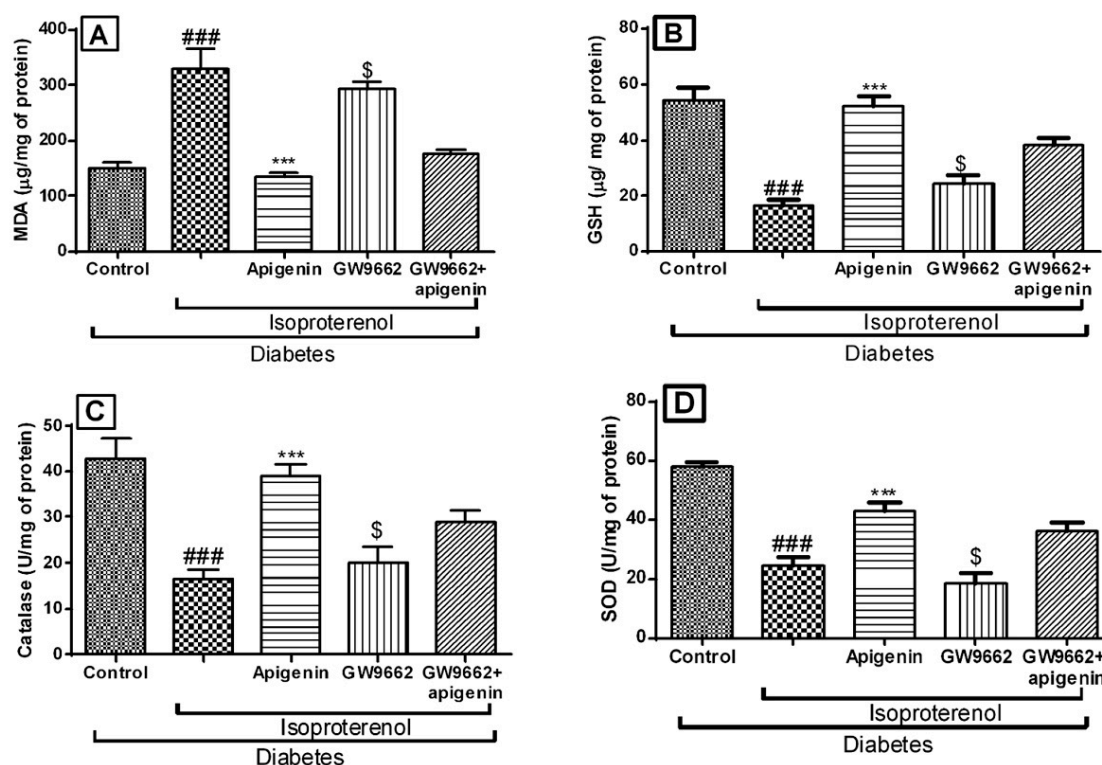 A
MDA (µg/mg of protein)
400
300
200
100
0
###
***
$
Control
Apigenin
GW9662
GW9662+
apigenin
Isoproterenol
Diabetes
B
GSH (µg/ mg of protein)
80
60
40
20
0
###
***
$
Control
Apigenin
GW9662
GW9662+
apigenin
Isoproterenol
Diabetes
C
Catalase (U/mg of protein)
50
40
30
20
10
0
###
***
$
Control
Apigenin
GW9662
GW9662+
apigenin
Isoproterenol
Diabetes
D
SOD (U/mg of protein)
80
60
40
20
0
###
***
$
Control
Apigenin
GW9662
GW9662+
apigenin
Isoproterenol
Diabetes